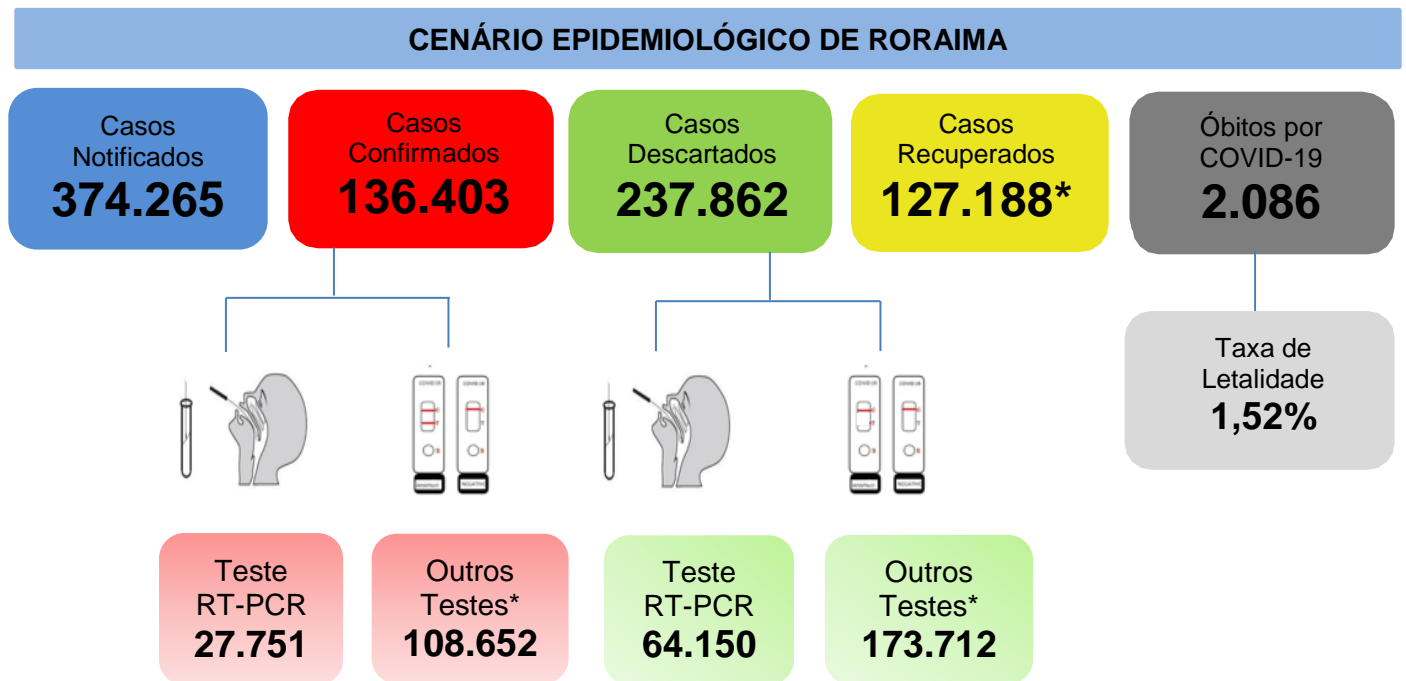 CENÁRIO EPIDEMIOLÓGICO DE RORAIMA
Casos
Notificados
374.265
Casos
Confirmados
136.403
Casos
Descartados
237.862
Casos
Recuperados
127.188*
Óbitos por
COVID-19
2.086
Taxa de
Letalidade
1,52%
Teste
RT-PCR
27.751
Outros
Testes*
108.652
Teste
RT-PCR
64.150
Outros
Testes*
173.712